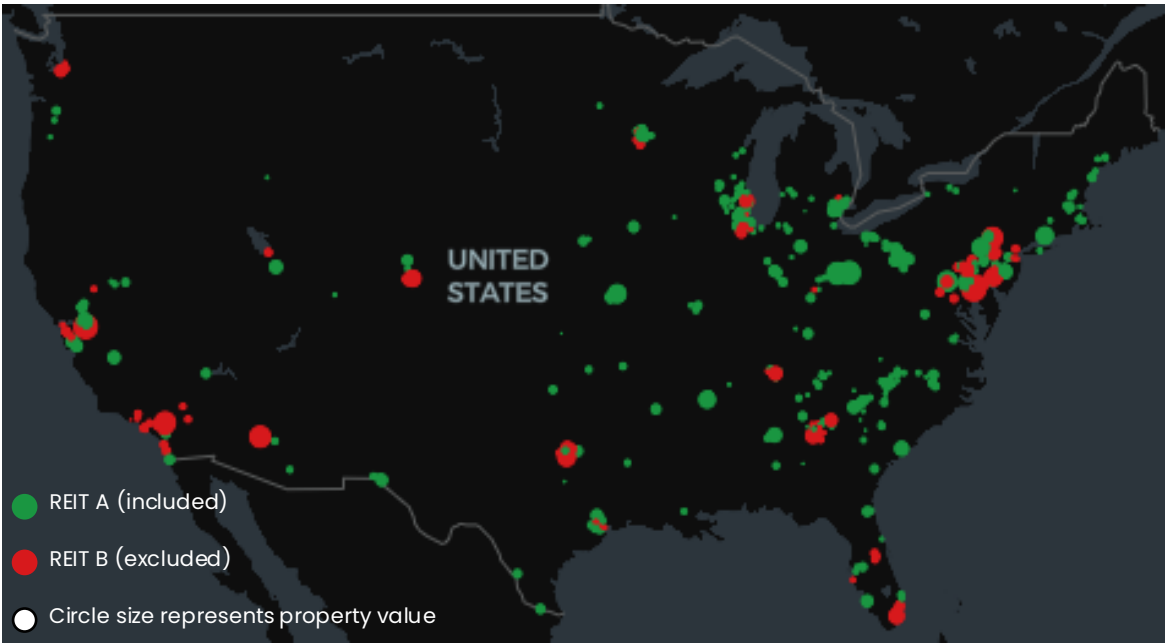 UNITED
STATES
REIT A (included)
REIT B (excluded)
Circle size represents property value